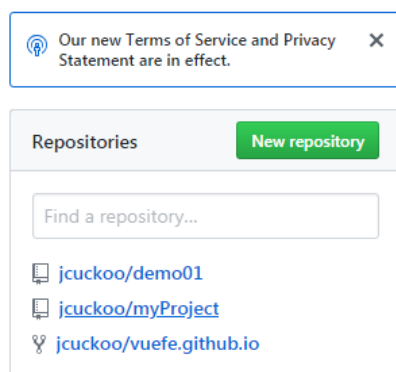 Our new Terms of Service and Privacy
Statement are in effect.
Repositories
New repository
Find a repository...
jcuckoo/demo01
jcuckoo/myProject
jcuckoo/vuefe.github.io